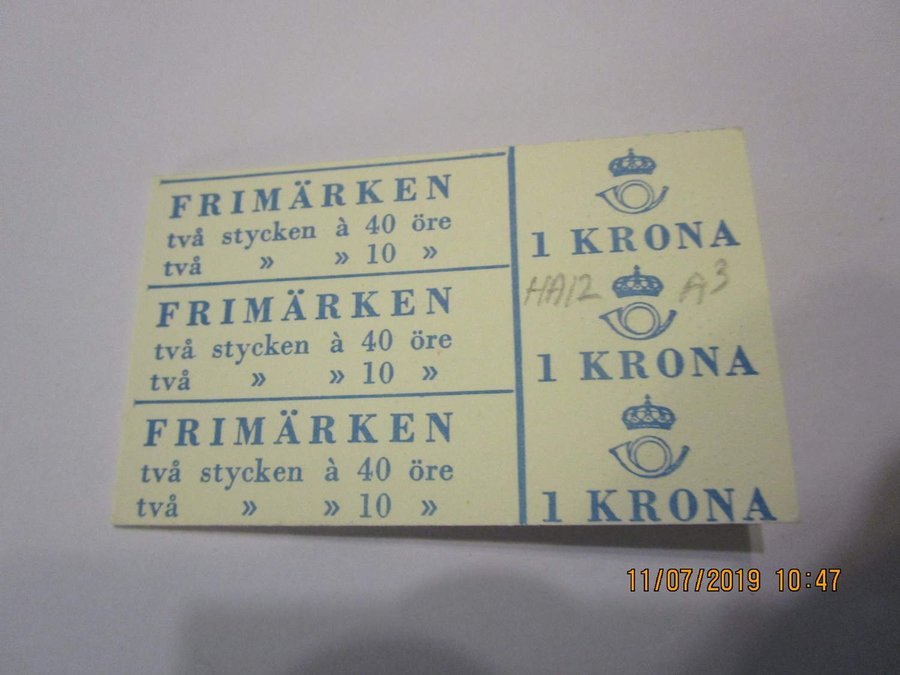 FRIMÄRKEN
två stycken à 40 öre
två » » 10 »
1 KRONA
FRIMÄRKEN
två stycken à 40 öre
två » » 10 »
HA12 A3
1 KRONA
FRIMÄRKEN
två stycken à 40 öre
två » » 10 »
1 KRONA
11/07/2019 10:47